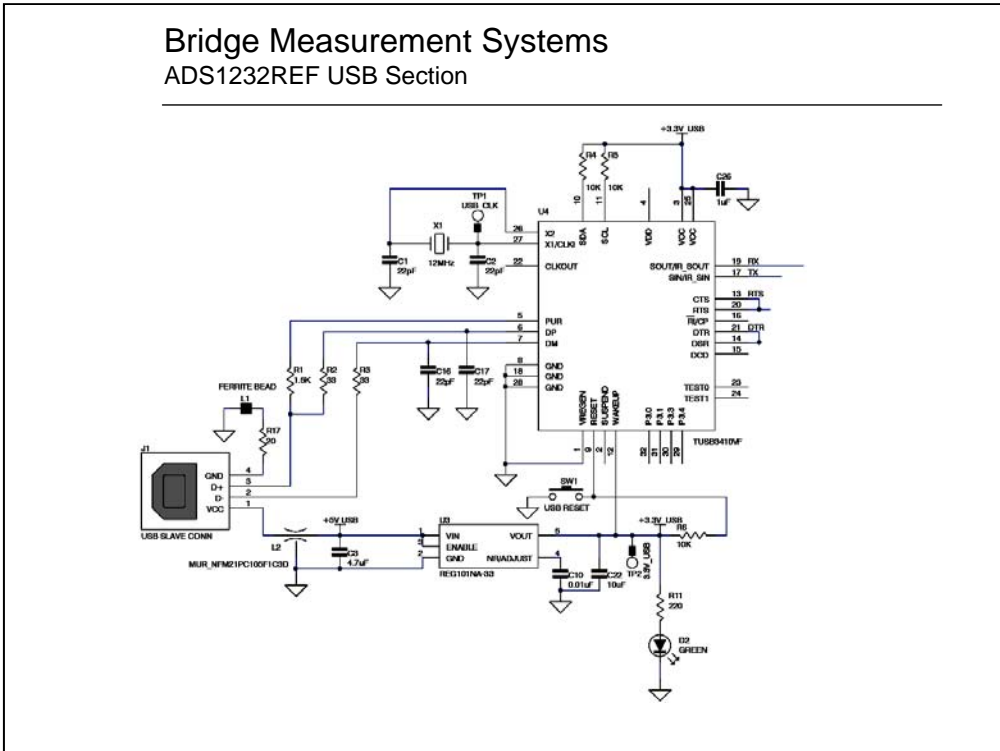 Bridge Measurement Systems
ADS1232REF USB Section
+3.3V_USB
R4
R5
10K
10K
C26
1uF
TP1
USB_CLK
10
11
4
3
25
U4
X1
12MHz
26
X2
27
X1/CLKI
SDA
SCL
VDD
VCC
VCC
C1
22pF
C2
22pF
22
CLKOUT
SOUT/IR_SOUT
19
RX
SIN/IR_SIN
17
TX
CTS
13
RTS
RTS
20
RI/CP
16
DTR
21
DTR
DSR
14
DCD
15
5
PUR
6
DP
7
DM
8
GND
18
GND
28
GND
R1
1.5K
R2
33
R3
33
C16
22pF
C17
22pF
TEST0
23
TEST1
24
FERRITE BEAD
L1
R17
20
VREGEN
RESET
SUSPEND
WAKEUP
P3.0
P3.1
P3.3
P3.4
1
9
2
12
32
31
30
29
TUSB3410VF
J1
GND
4
D+
3
D-
2
VCC
1
USB SLAVE CONN
SW1
USB RESET
+5V_USB
U3
L2
MUR_NFM21PC105F1C3D
C3
4.7uF
1
VIN
3
ENABLE
2
GND
VOUT
5
NR/ADJUST
4
REG101NA-33
C10
0.01uF
C22
10uF
TP2
3.3V_USB
+3.3V_USB
R6
10K
R11
220
D2
GREEN